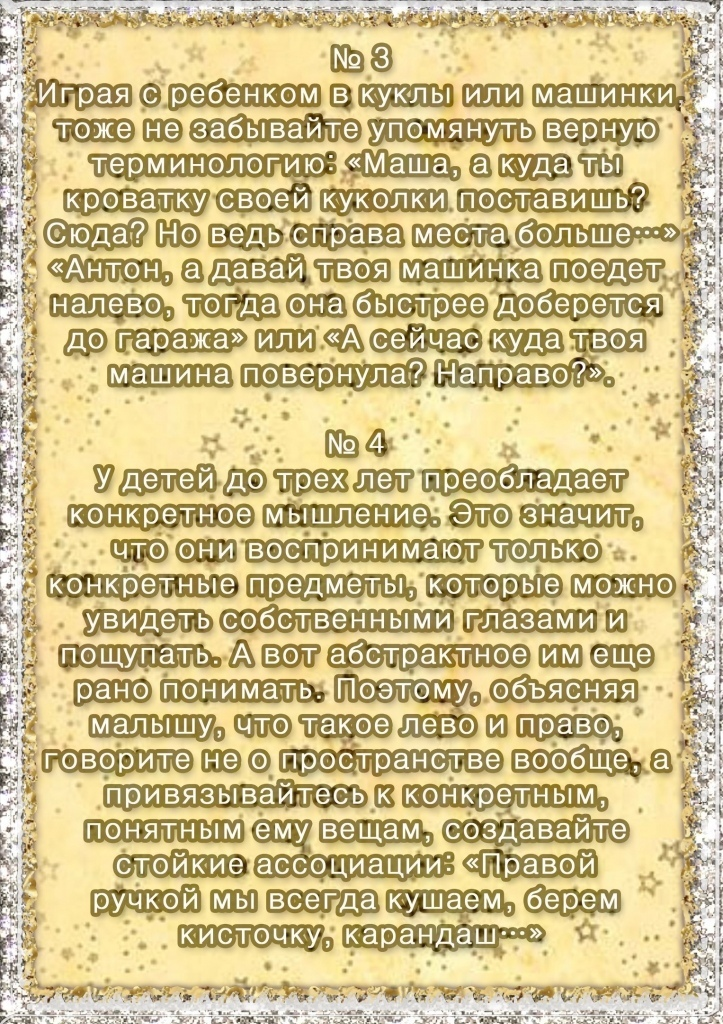 № 3
Играя с ребенком в куклы или машинки,
тоже не забывайте упомянуть верную
терминологию: «Маша, а куда ты
кроватку своей куколки поставишь?
Сюда? Но ведь справа места больше…»
«Антон, а давай твоя машинка поедет
налево, тогда она быстрее доберется
до гаража» или «А сейчас куда твоя
машина повернула? Направо?».
№ 4
У детей до трех лет преобладает
конкретное мышление. Это значит,
что они воспринимают только
конкретные предметы, которые можно
увидеть собственными глазами и
пощупать. А вот абстрактное им еще
рано понимать. Поэтому, объясняя
малышу, что такое лево и право,
говорите не о пространстве вообще, а
привязывайтесь к конкретным,
понятным ему вещам, создавайте
стойкие ассоциации: «Правой
ручкой мы всегда кушаем, берем
кисточку, карандаш…»